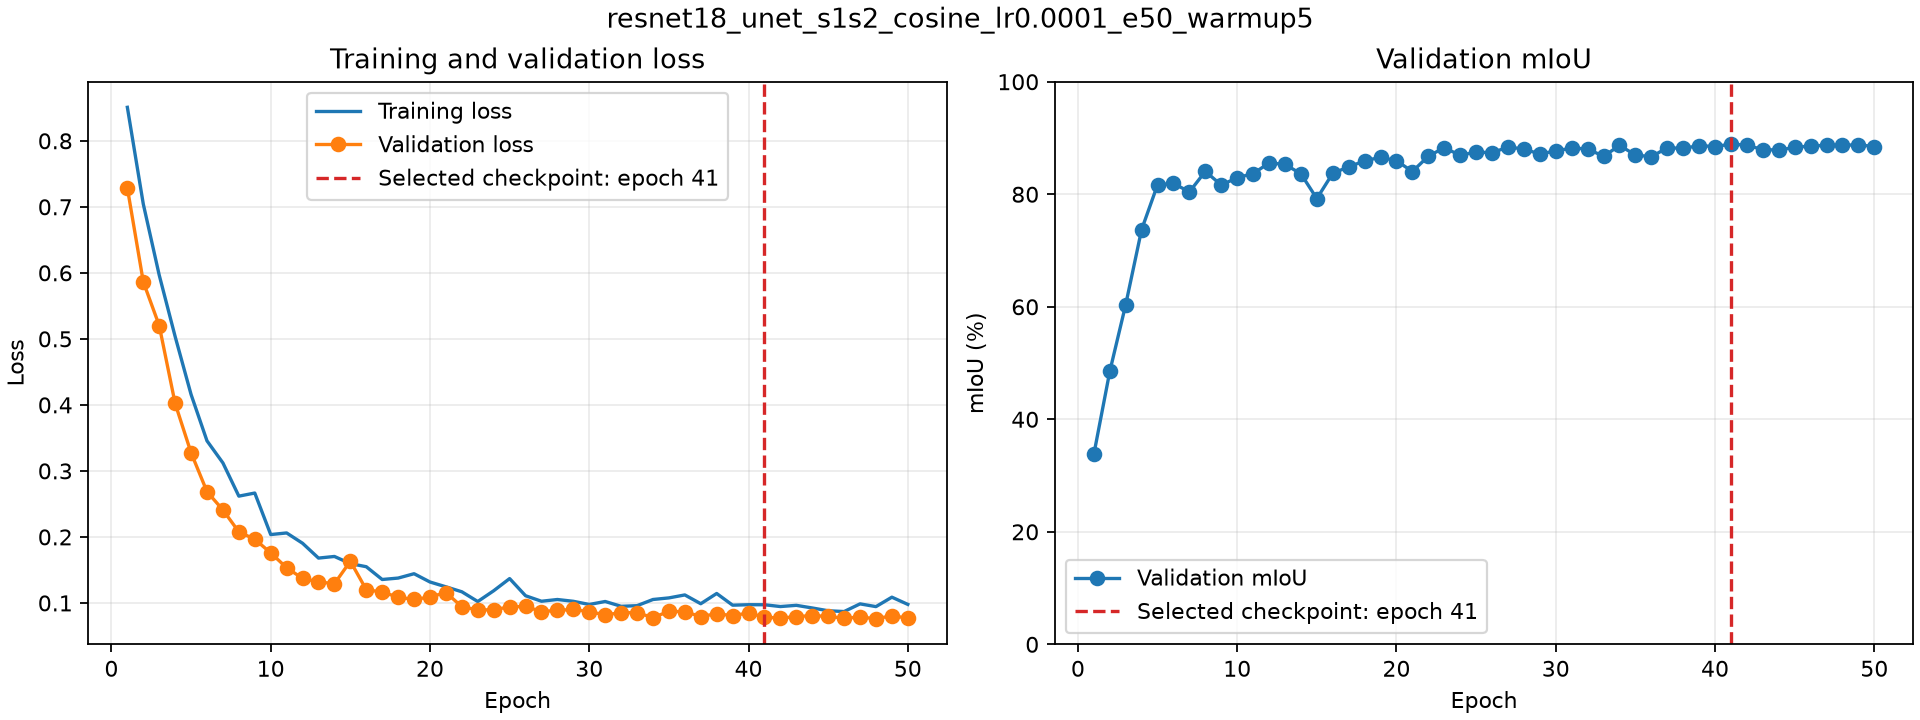 resnet18_unet_s1s2_cosine_lr0.0001_e50_warmup5
Training and validation loss
Training loss
Validation loss
Selected checkpoint: epoch 41
Loss
0.8
0.7
0.6
0.5
0.4
0.3
0.2
0.1
0 10 20 30 40 50
Epoch
Validation mIoU
mIoU (%)
100
80
60
40
20
0
Validation mIoU
Selected checkpoint: epoch 41
0 10 20 30 40 50
Epoch